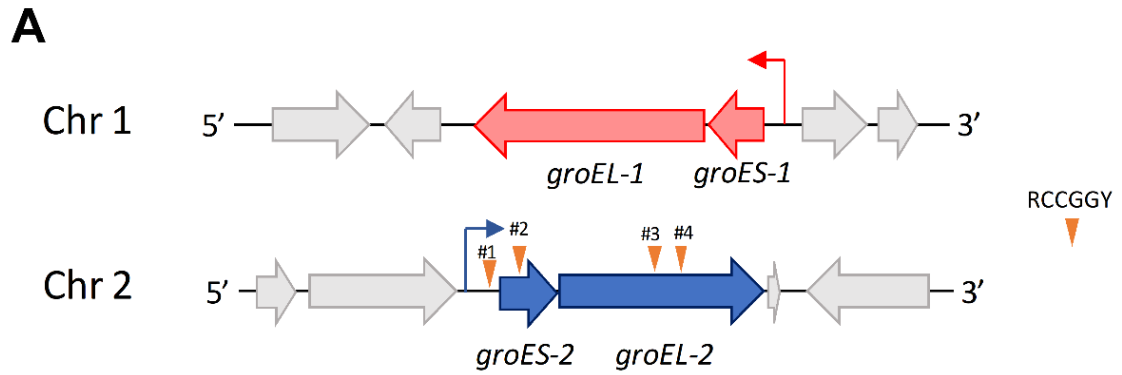 A
Chr 1
5’
3’
groEL-1
groES-1
RCCGGY
#1
#2
#3
#4
Chr 2
5’
3’
groES-2
groEL-2